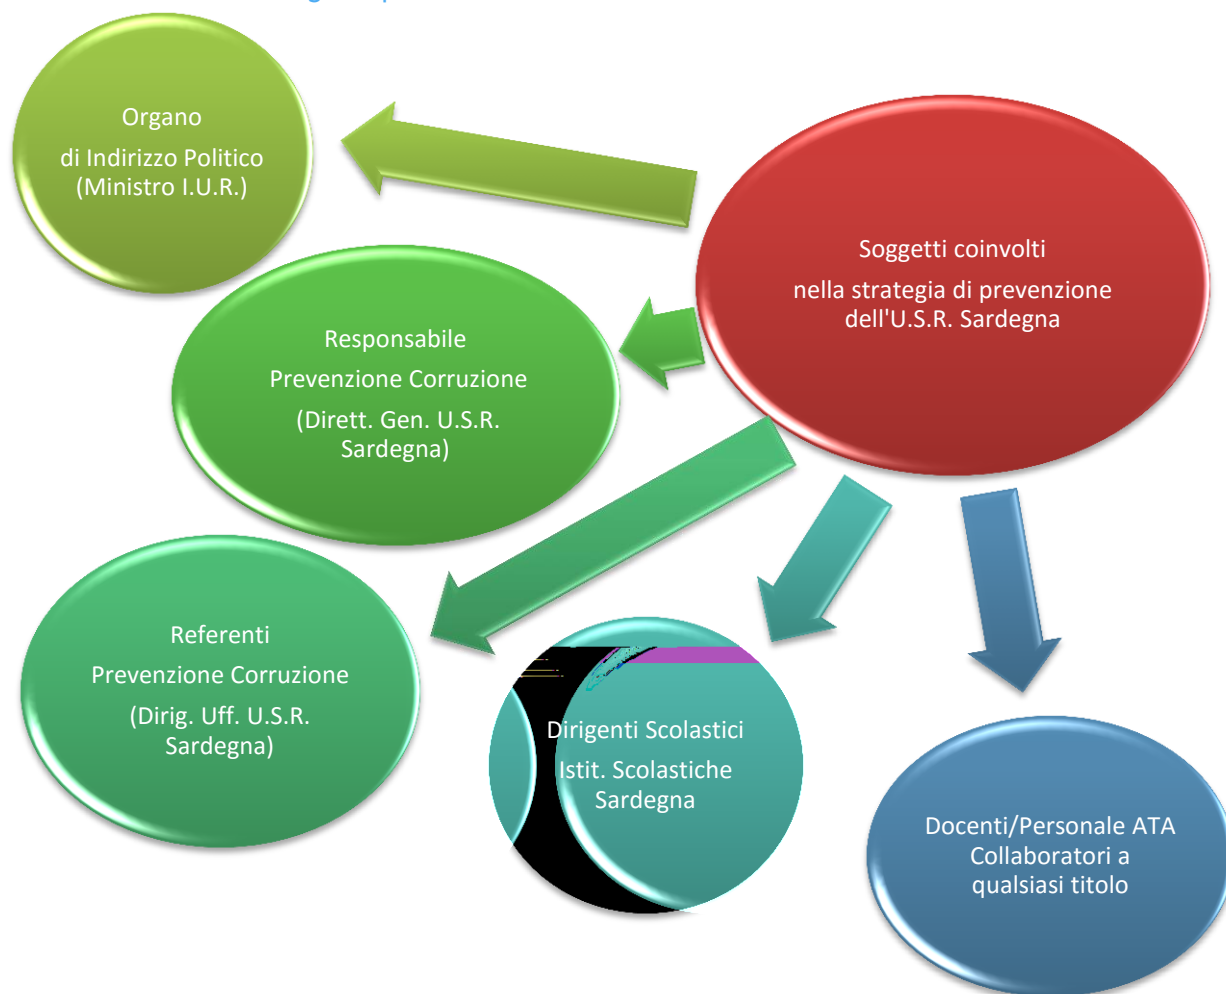 Organo
di Indirizzo Politico
(Ministro I.U.R.)
Soggetti coinvolti
nella strategia di prevenzione
dell'U.S.R. Sardegna
Responsabile
Prevenzione Corruzione
(Dirett. Gen. U.S.R.
Sardegna)
Referenti
Prevenzione Corruzione
(Dirig. Uff. U.S.R.
Sardegna)
Dirigenti Scolastici
Istit. Scolastiche
Sardegna
Docenti/Personale ATA
Collaboratori a
qualsiasi titolo